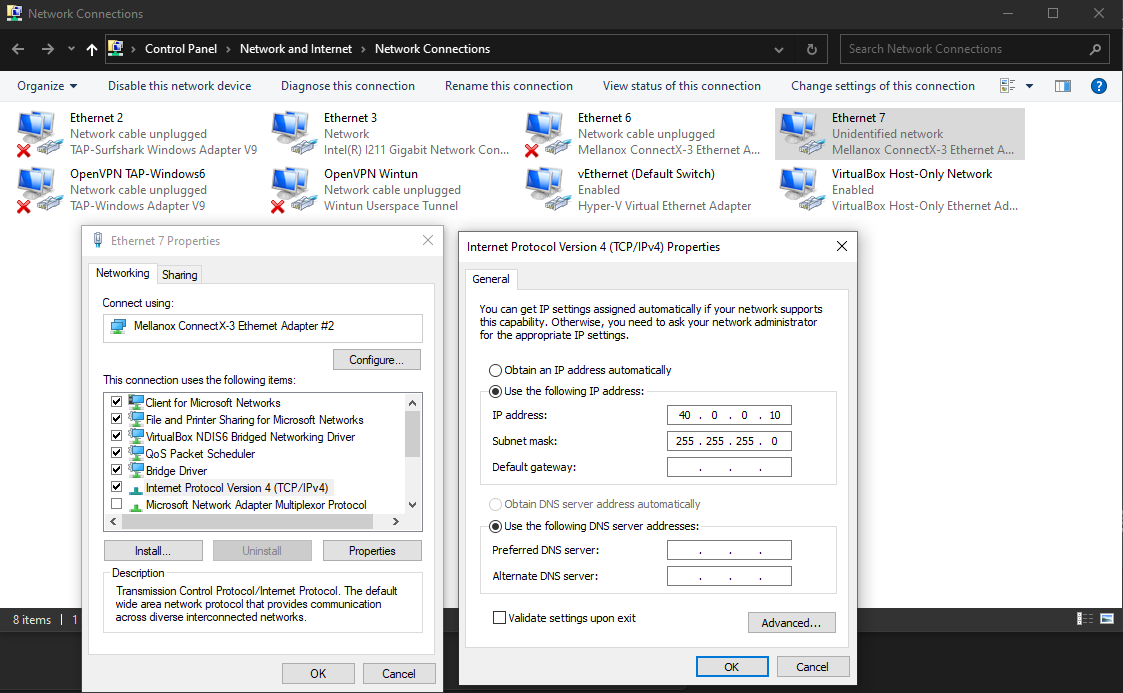 Network Connections
Control Panel > Network and Internet > Network Connections
Search Network Connections
Organize Disable this network device Diagnose this connection Rename this connection View status of this connection Change settings of this connection
Ethernet 2
Network cable unplugged
TAP-Surfshark Windows Adapter V9
Ethernet 3
Network
Intel(R) I211 Gigabit Network Con...
Ethernet 6
Network cable unplugged
Mellanox ConnectX-3 Ethernet A...
Ethernet 7
Unidentified network
Mellanox ConnectX-3 Ethernet A...
OpenVPN TAP-Windows6
Network cable unplugged
TAP-Windows Adapter V9
OpenVPN Wintun
Network cable unplugged
Wintun Userspace Tunnel
vEthernet (Default Switch)
Enabled
Hyper-V Virtual Ethernet Adapter
VirtualBox Host-Only Network
Enabled
VirtualBox Host-Only Ethernet Ad...
Ethernet 7 Properties
Networking Sharing
Connect using:
Mellanox ConnectX-3 Ethernet Adapter #2
Configure...
This connection uses the following items:
Client for Microsoft Networks
File and Printer Sharing for Microsoft Networks
VirtualBox NDIS6 Bridged Networking Driver
QoS Packet Scheduler
Bridge Driver
Internet Protocol Version 4 (TCP/IPv4)
Microsoft Network Adapter Multiplexor Protocol
Install... Uninstall Properties
Description
Transmission Control Protocol/Internet Protocol. The default
wide area network protocol that provides communication
across diverse interconnected networks.
OK Cancel
Internet Protocol Version 4 (TCP/IPv4) Properties
General
You can get IP settings assigned automatically if your network supports
this capability. Otherwise, you need to ask your network administrator
for the appropriate IP settings.
Obtain an IP address automatically
Use the following IP address:
IP address: 40 . 0 . 0 . 10
Subnet mask: 255 . 255 . 255 . 0
Default gateway: . . .
Obtain DNS server address automatically
Use the following DNS server addresses:
Preferred DNS server: . . .
Alternate DNS server: . . .
Validate settings upon exit
Advanced...
OK Cancel
8 items 1